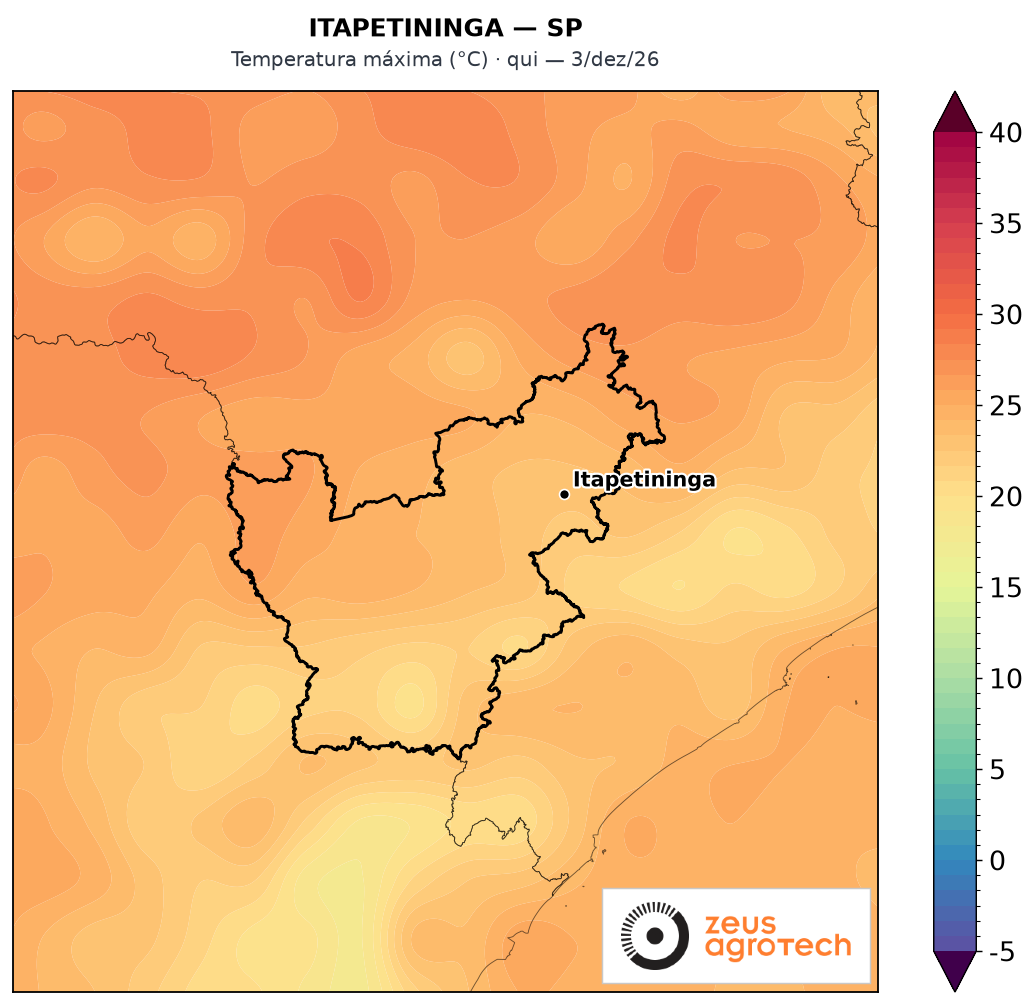 ITAPETININGA — SP
Temperatura máxima (°C) · qui — 3/dez/26
40
35
30
25
20
15
10
5
0
-5
Itapetininga
zeus
agrotech